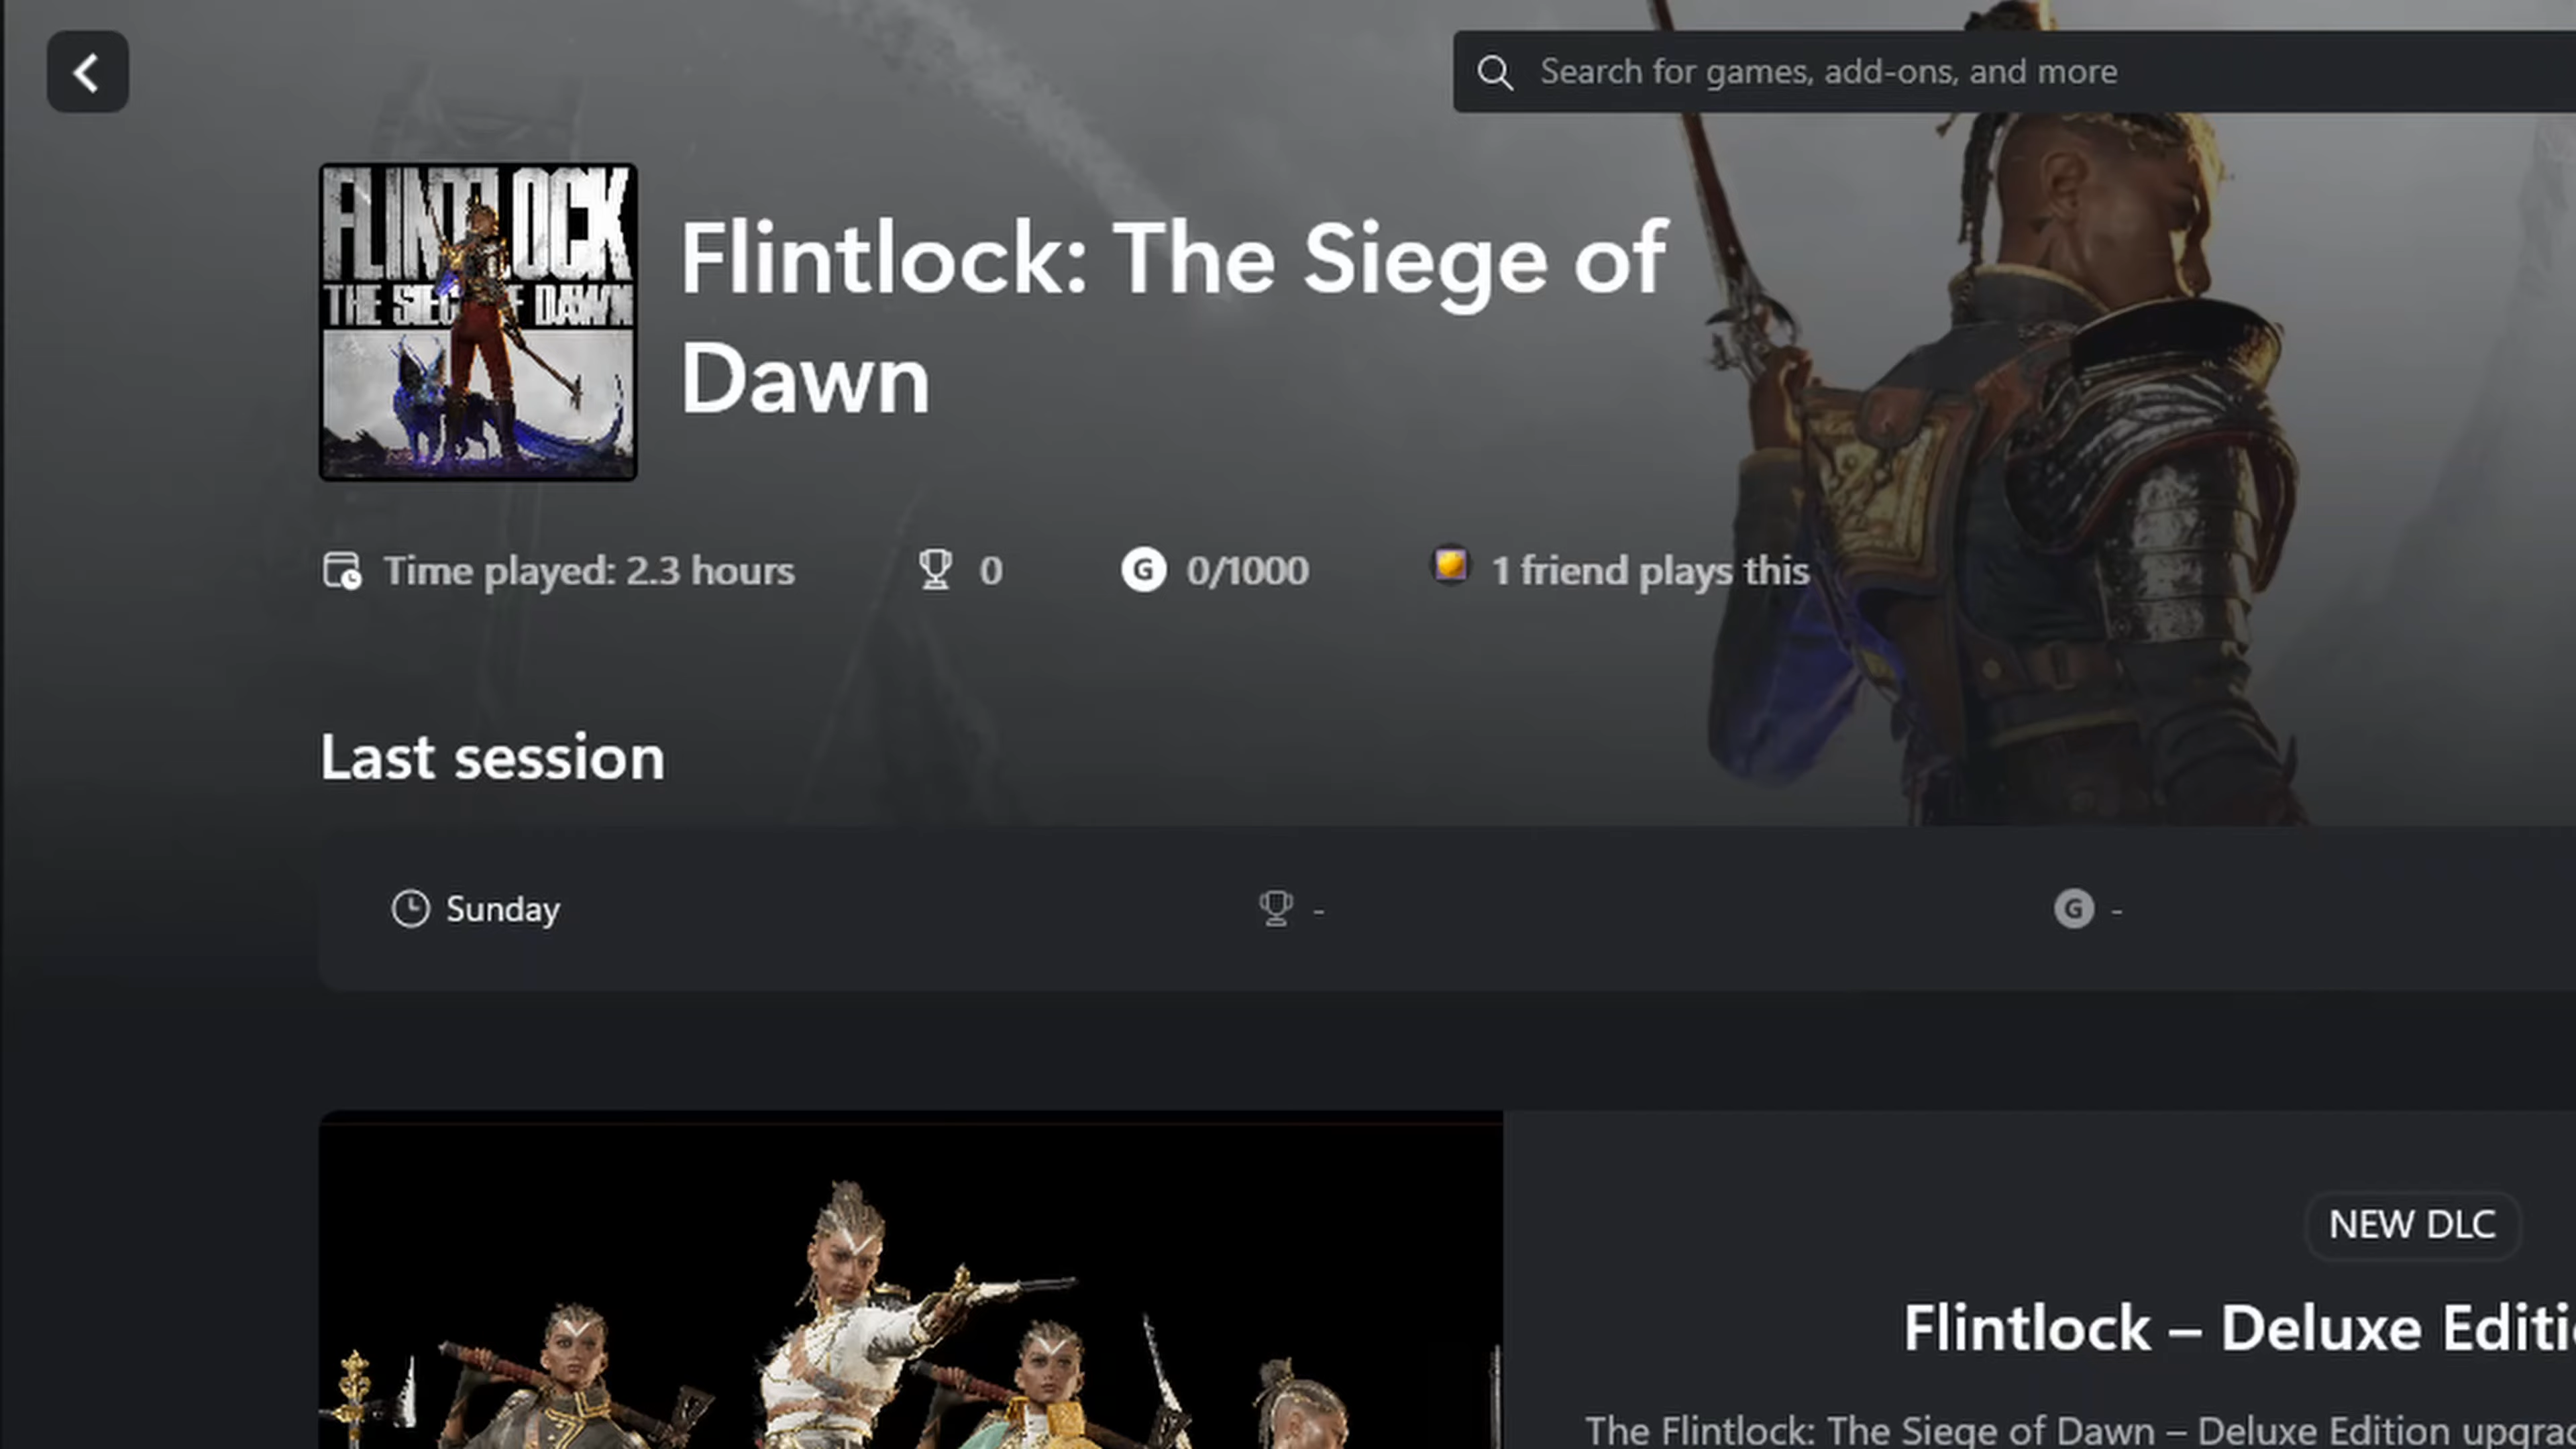 Search for games, add-ons, and more
FLINTLOCK
THE SIEGE OF DAWN
Flintlock: The Siege of
Dawn
Time played: 2.3 hours
0
G 0/1000
1 friend plays this
Last session
Sunday
-
G -
NEW DLC
Flintlock – Deluxe Editi
The Flintlock: The Siege of Dawn – Deluxe Edition upgra